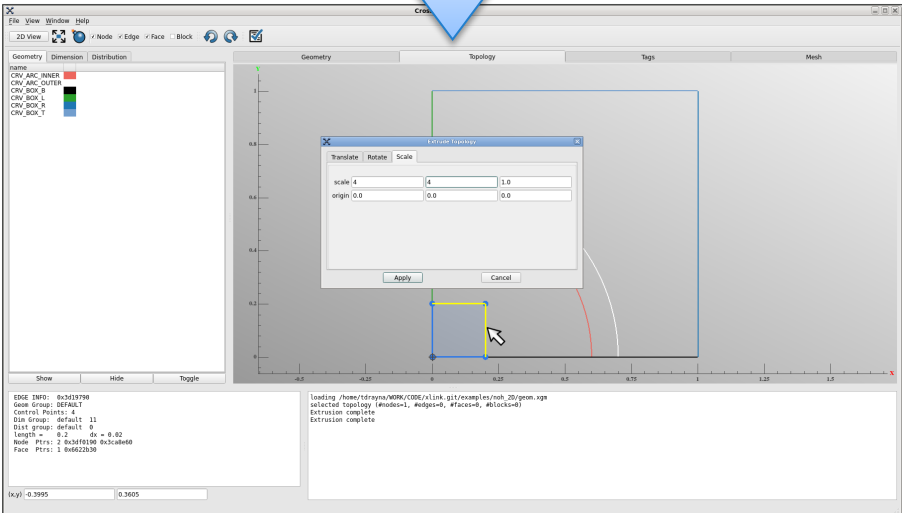 Cros
File View Window Help
2D View Node Edge Face Block
Geometry Dimension Distribution
Geometry Topology Tags Mesh
name
CRV_ARC_INNER
CRV_ARC_OUTER
CRV_BOX_B
CRV_BOX_L
CRV_BOX_R
CRV_BOX_T
Y
1
0.8
0.6
0.4
0.2
0
-0.5 -0.25 0 0.25 0.5 0.75 1 1.25 1.5 X
Extrude Topology
Translate Rotate Scale
scale 4 4 1.0
origin 0.0 0.0 0.0
Apply Cancel
Show Hide Toggle
EDGE INFO: 0x3d19790
Geom Group: DEFAULT
Control Points: 4
Dim Group: default 11
Dist group: default 0
length = 0.2 dx = 0.02
Node Ptrs: 2 0x3df0190 0x3ca8e60
Face Ptrs: 1 0x6622b30
loading /home/tdrayna/WORK/CODE/xlink.git/examples/noh_2D/geom.xgm
selected topology (#nodes=1, #edges=0, #faces=0, #blocks=0)
Extrusion complete
Extrusion complete
(x,y) -0.3995 0.3605